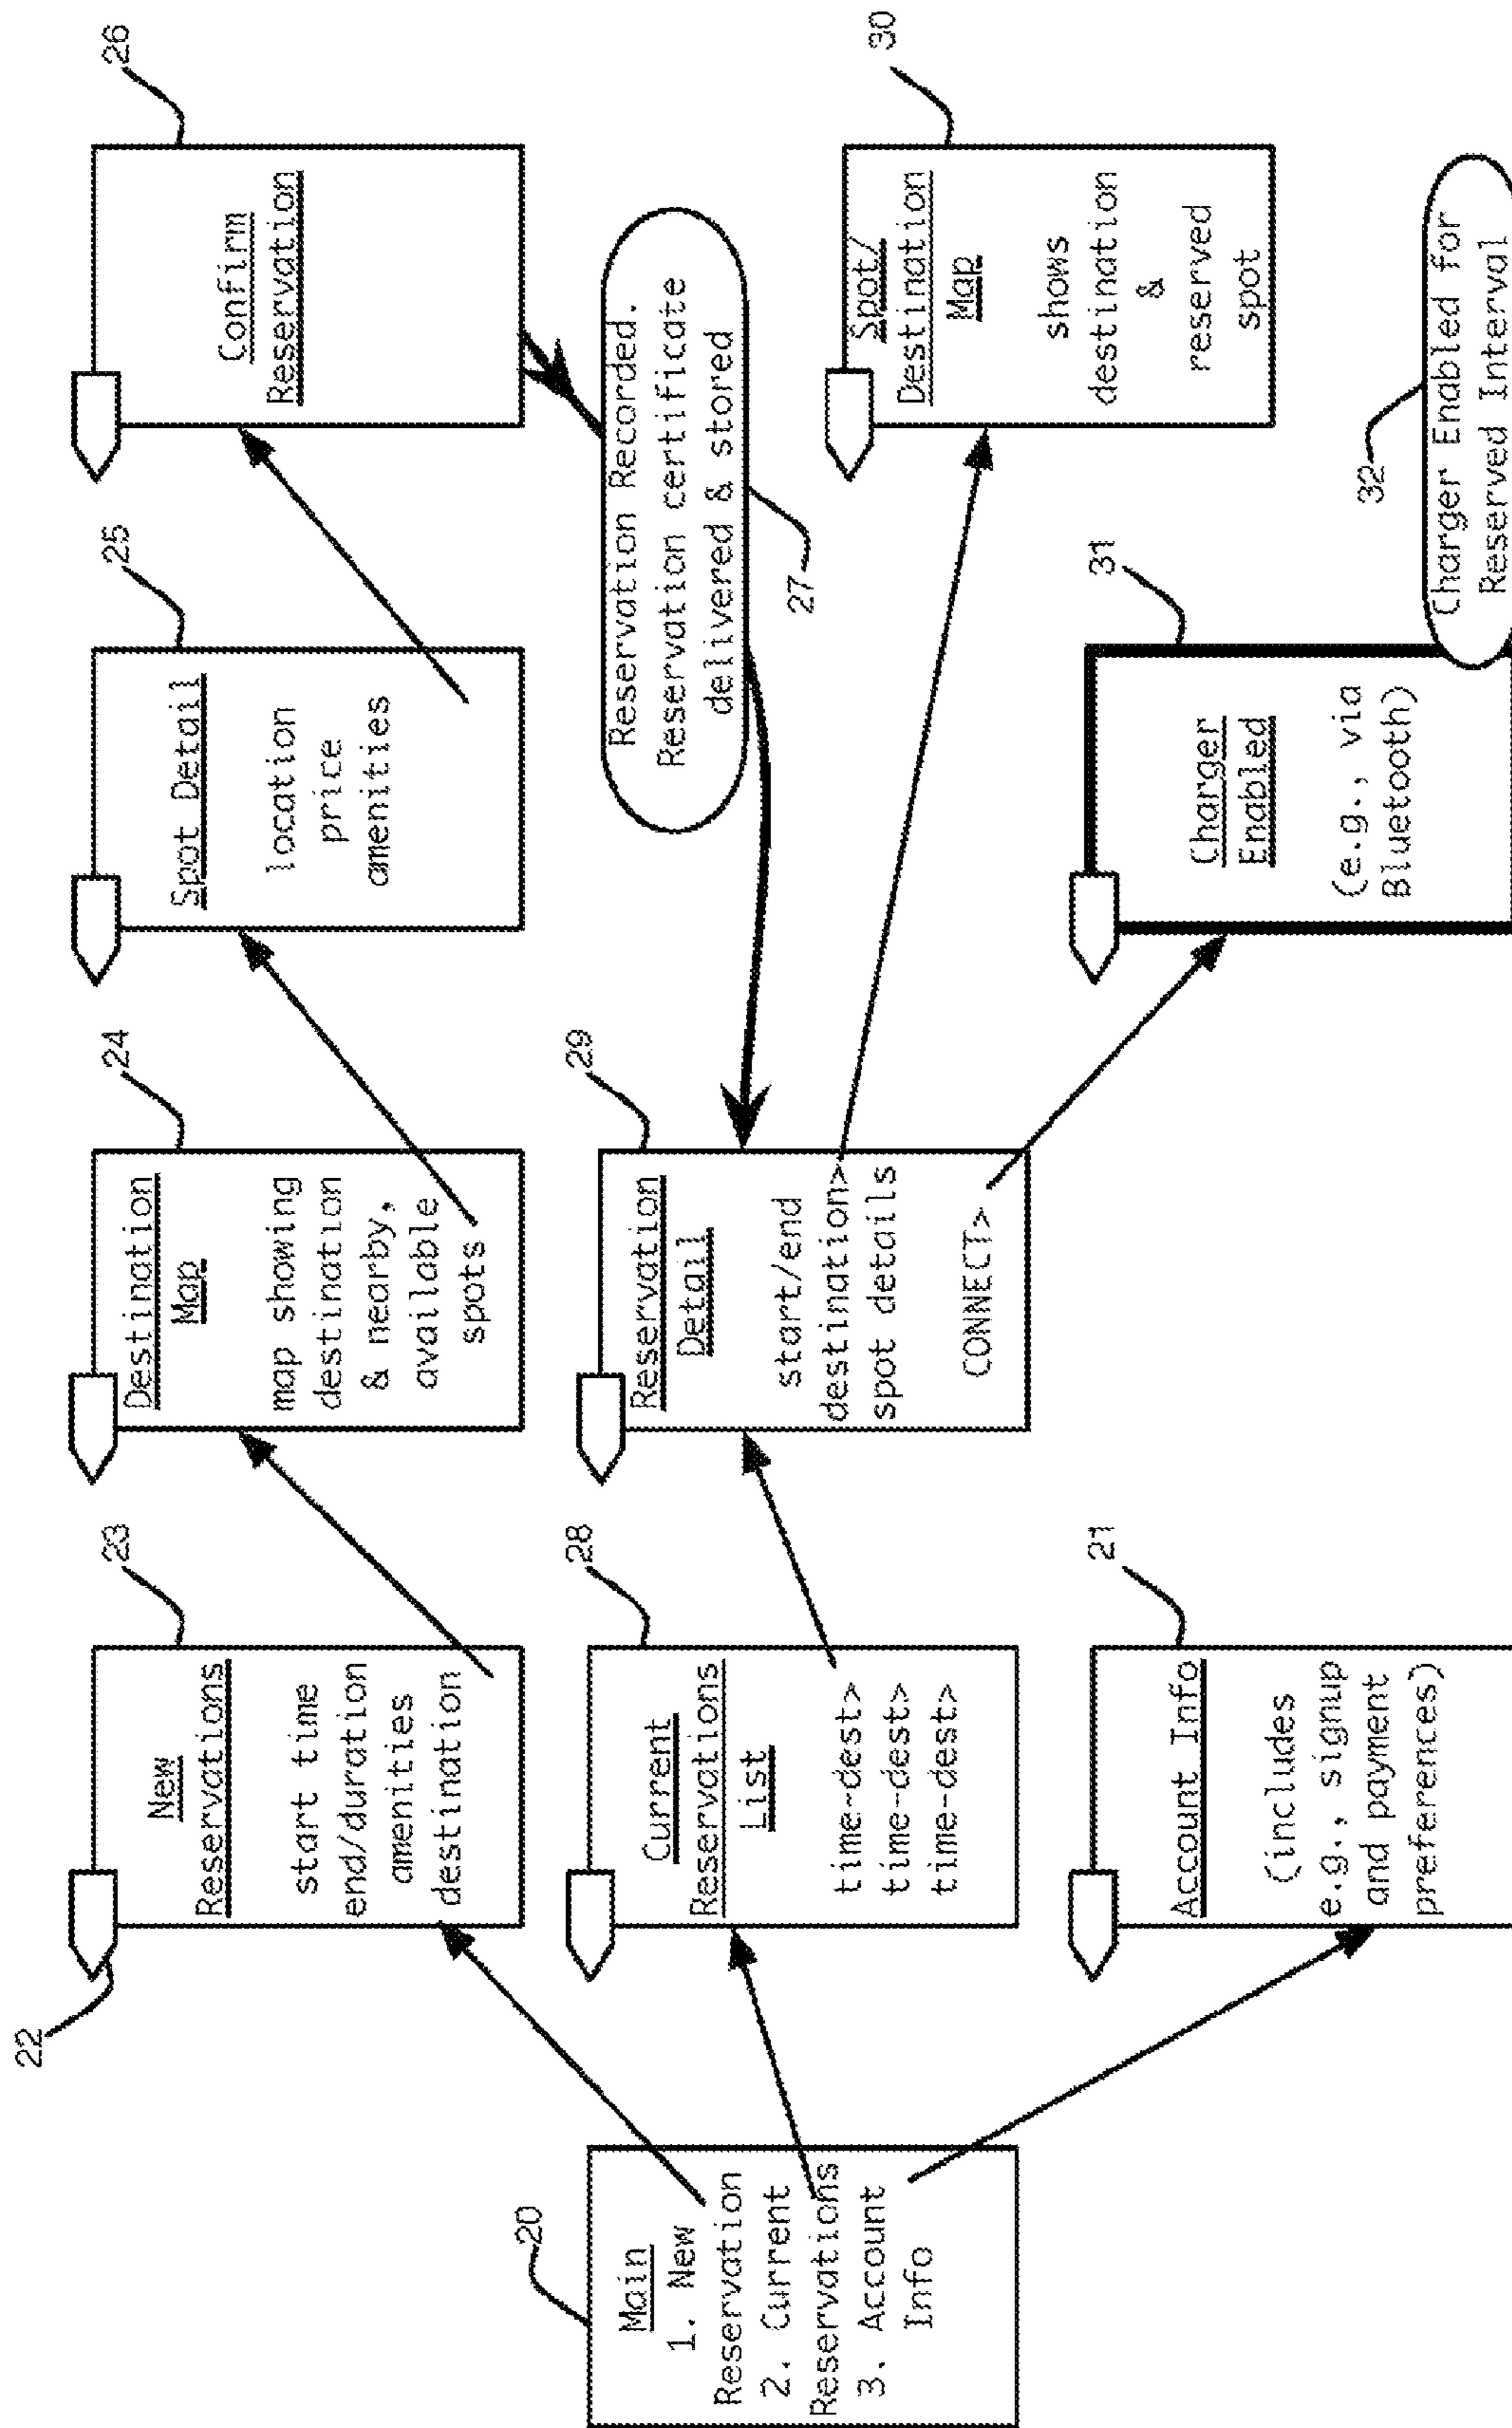 22
20
Main
1. New
Reservation
2. Current
Reservations
3. Account
Info
23
New
Reservations
start time
end/duration
amenities
destination
24
Destination
Map
map showing
destination
& nearby,
available
spots
25
Spot Detail
location
price
amenities
26
Confirm
Reservation
Reservation Recorded.
Reservation certificate
delivered & stored
27
28
Current
Reservations
List
time-dest>
time-dest>
time-dest>
29
Reservation
Detail
start/end
destination>
spot details
CONNECT>
30
Spot/
Destination
Map
shows
destination
&
reserved
spot
21
Account Info
(includes
e.g., signup
and payment
preferences)
31
Charger
Enabled
(e.g., via
Bluetooth)
32
Charger Enabled for
Reserved Interval